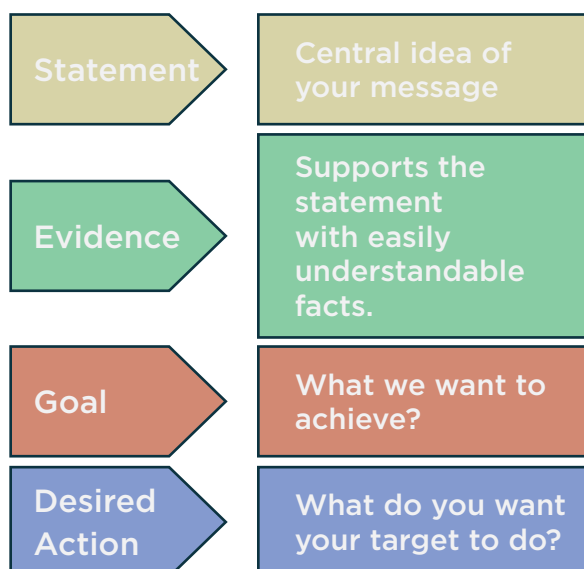 Statement
Central idea of
your message
Evidence
Supports the
statement
with easily
understandable
facts.
Goal
What we want to
achieve?
Desired
Action
What do you want
your target to do?